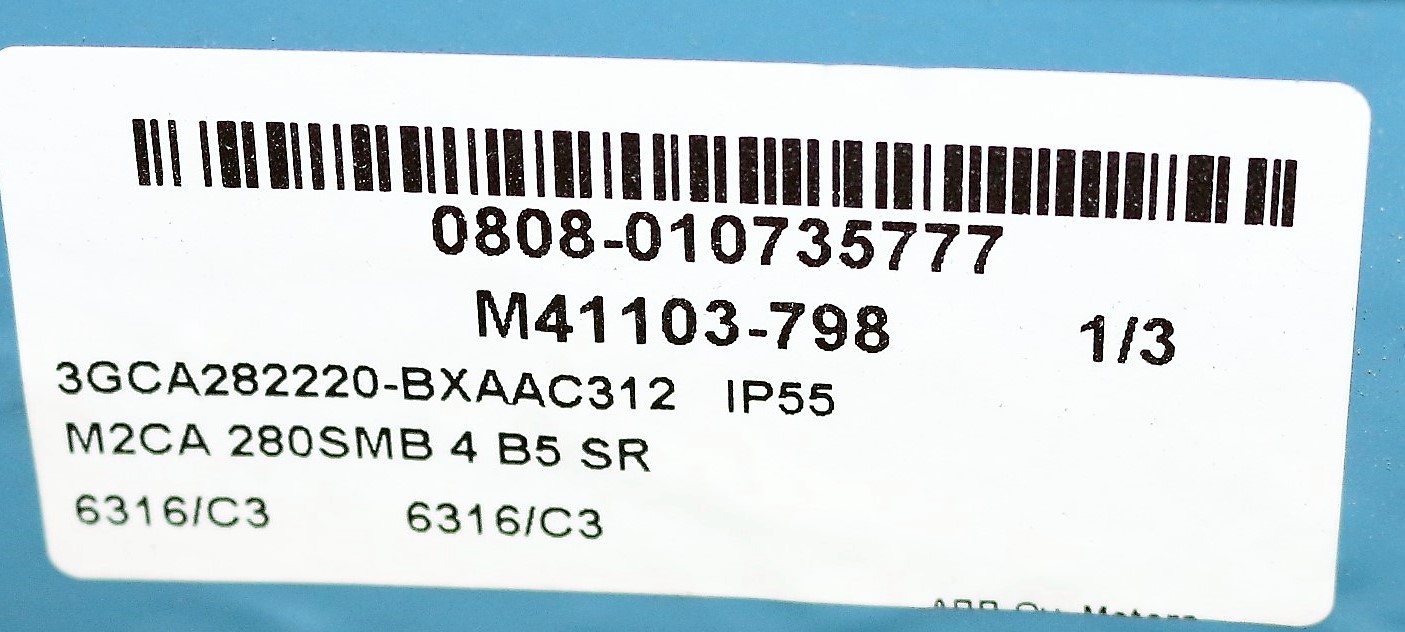 0808-010735777
M41103-798 1/3
3GCA282220-BXAAC312 IP55
M2CA 280SMB 4 B5 SR
6316/C3 6316/C3